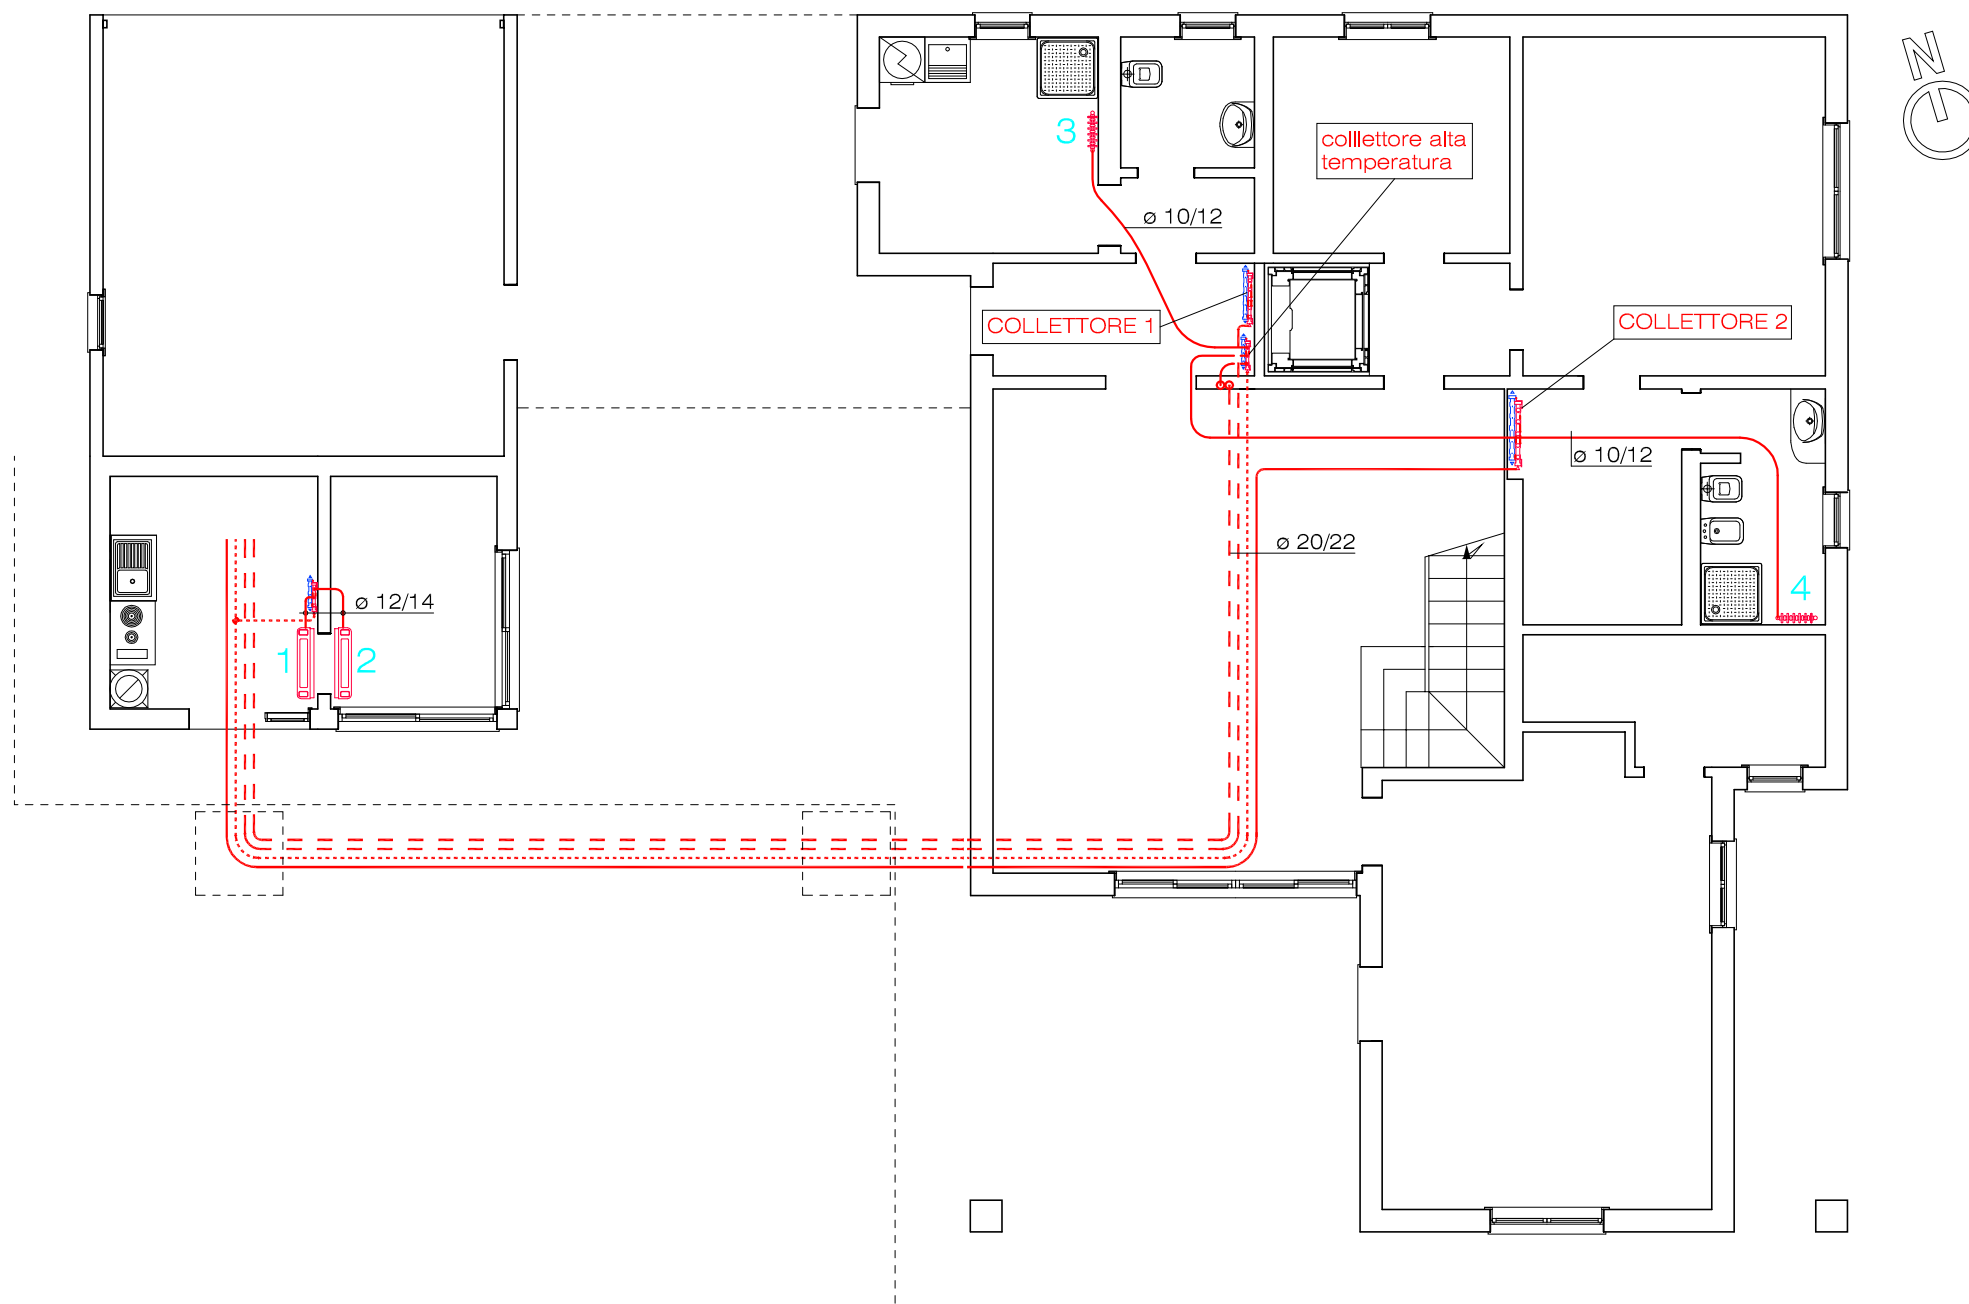 N
3
colllettore alta
temperatura
ø 10/12
COLLETTORE 1
COLLETTORE 2
ø 10/12
ø 20/22
ø 12/14
4
1
2